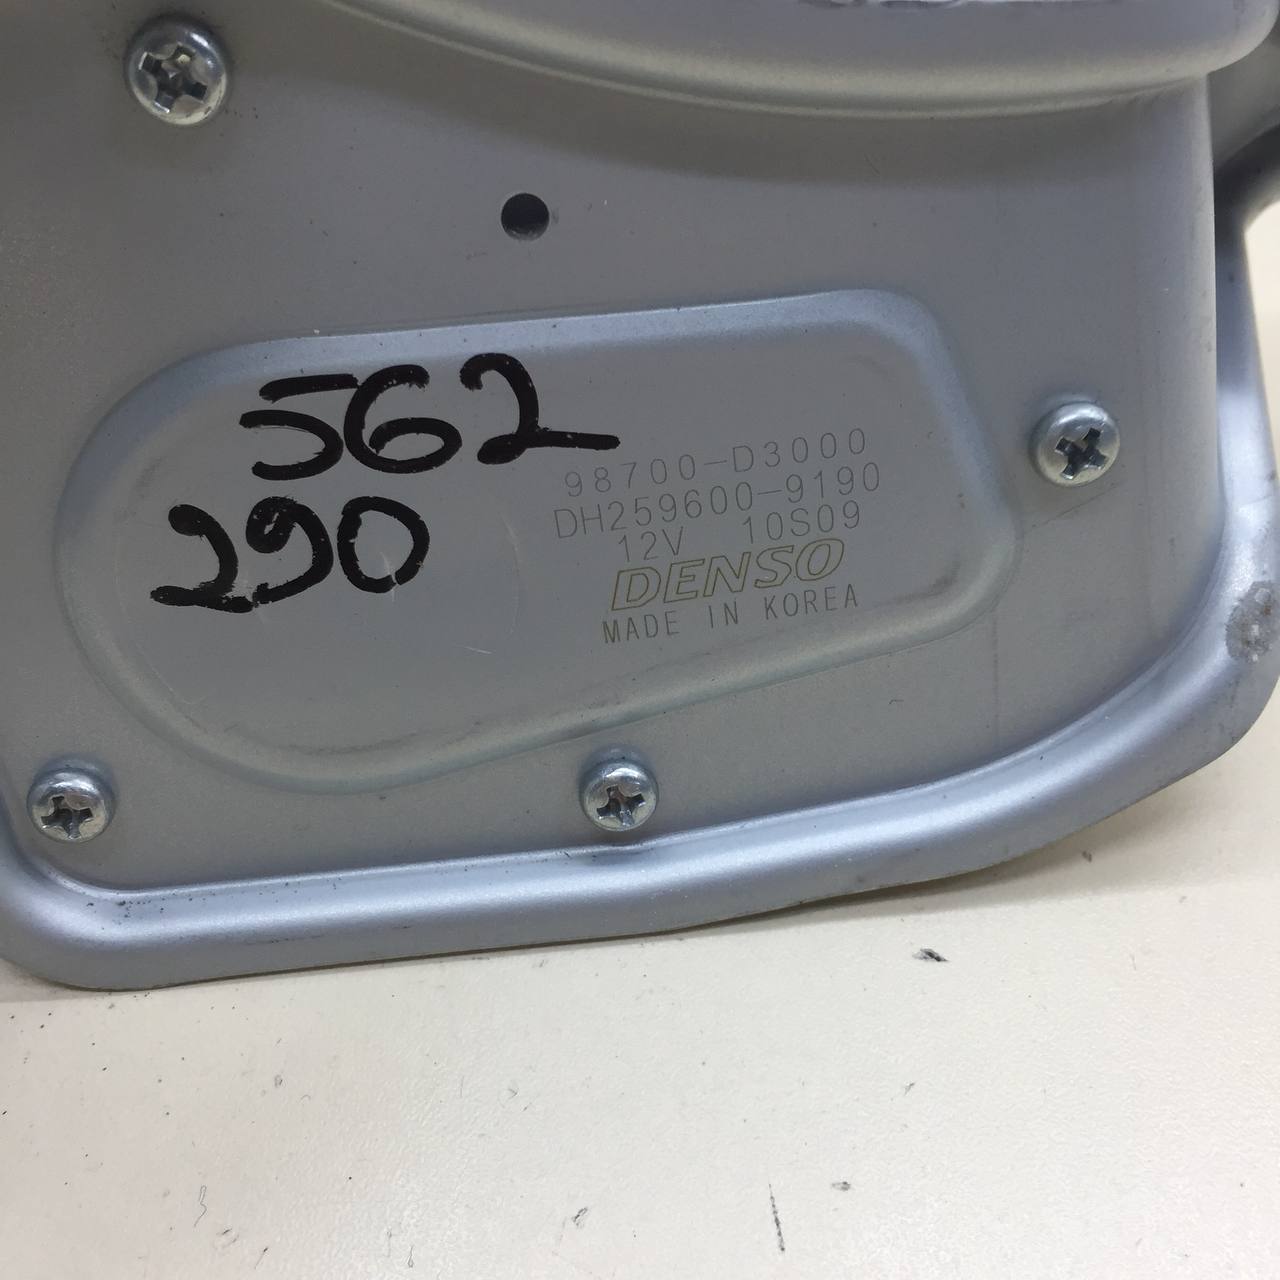 562
290
98700-D3000
DH259600-9190
12V 10S09
DENSO
MADE IN KOREA